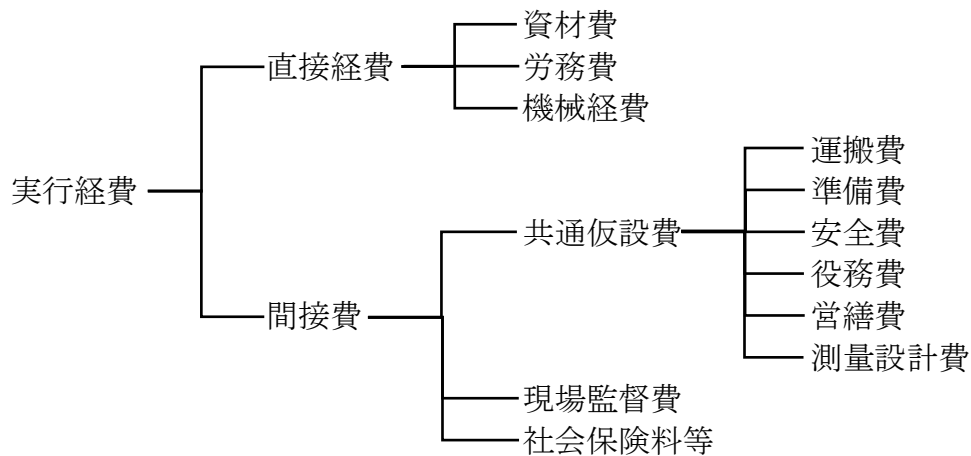 実行経費
直接経費
資材費
労務費
機械経費
間接費
共通仮設費
運搬費
準備費
安全費
役務費
営繕費
測量設計費
現場監督費
社会保険料等